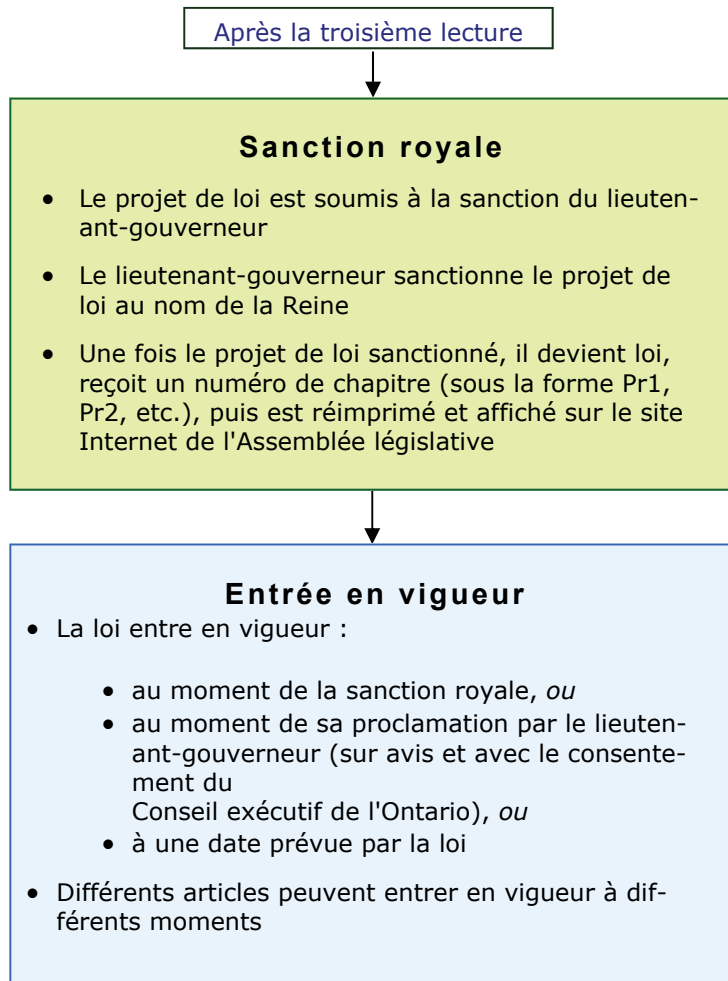 Après la troisième lecture
Sanction royale
• Le projet de loi est soumis à la sanction du lieuten-
ant-gouverneur
• Le lieutenant-gouverneur sanctionne le projet de
loi au nom de la Reine
• Une fois le projet de loi sanctionné, il devient loi,
reçoit un numéro de chapitre (sous la forme Pr1,
Pr2, etc.), puis est réimprimé et affiché sur le site
Internet de l'Assemblée législative
Entrée en vigueur
• La loi entre en vigueur :
• au moment de la sanction royale, ou
• au moment de sa proclamation par le lieuten-
ant-gouverneur (sur avis et avec le consente-
ment du
Conseil exécutif de l'Ontario), ou
• à une date prévue par la loi
• Différents articles peuvent entrer en vigueur à dif-
férents moments